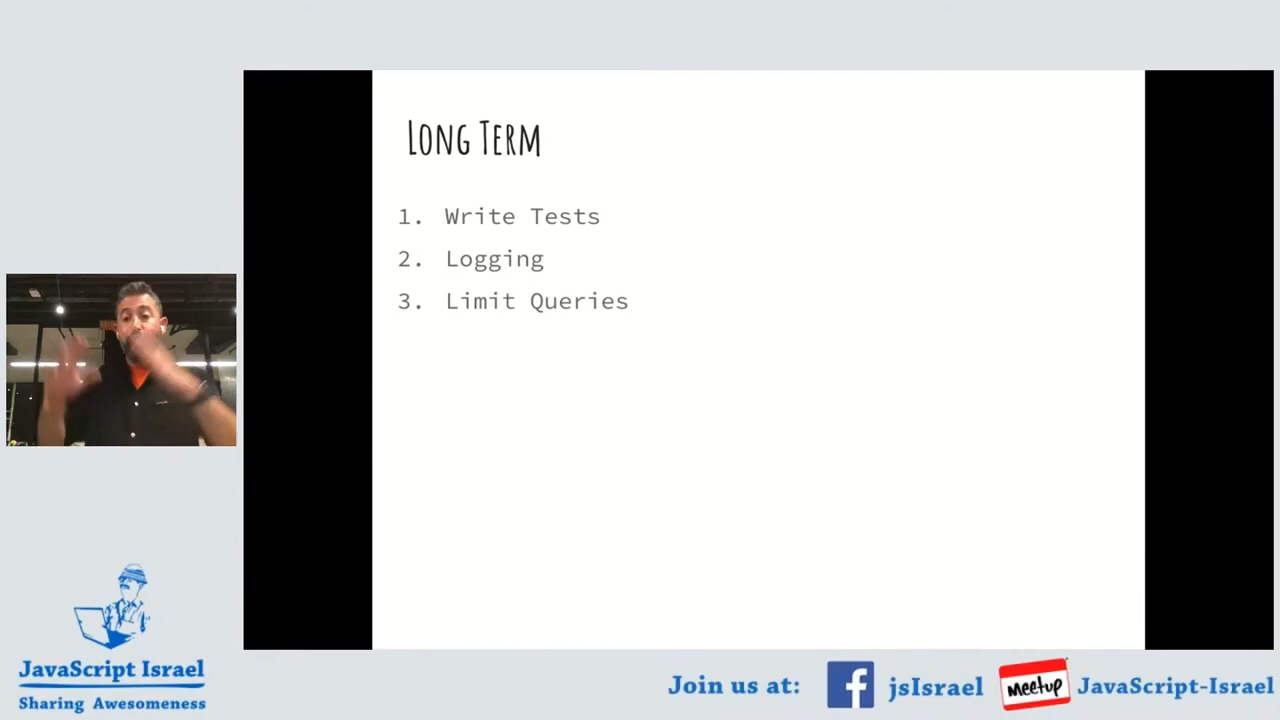 Long Term
1. Write Tests
2. Logging
3. Limit Queries
JavaScript Israel
Sharing Awesomeness
Join us at: f jsIsrael meetup JavaScript-Israel